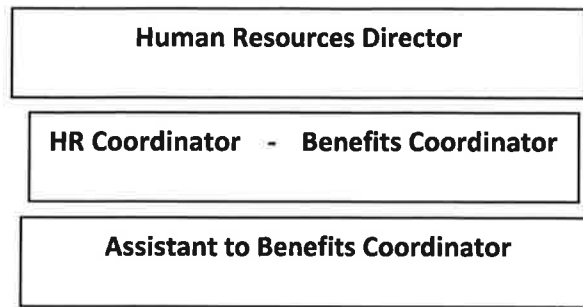 Human Resources Director
HR Coordinator - Benefits Coordinator
Assistant to Benefits Coordinator